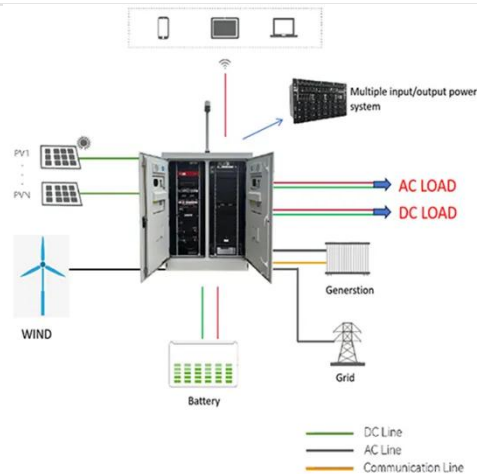 Multiple input/output power
system
PV1
PVN
AC LOAD
DC LOAD
WIND
Generstion
Grid
Battery
DC Line
AC Line
Communication Line